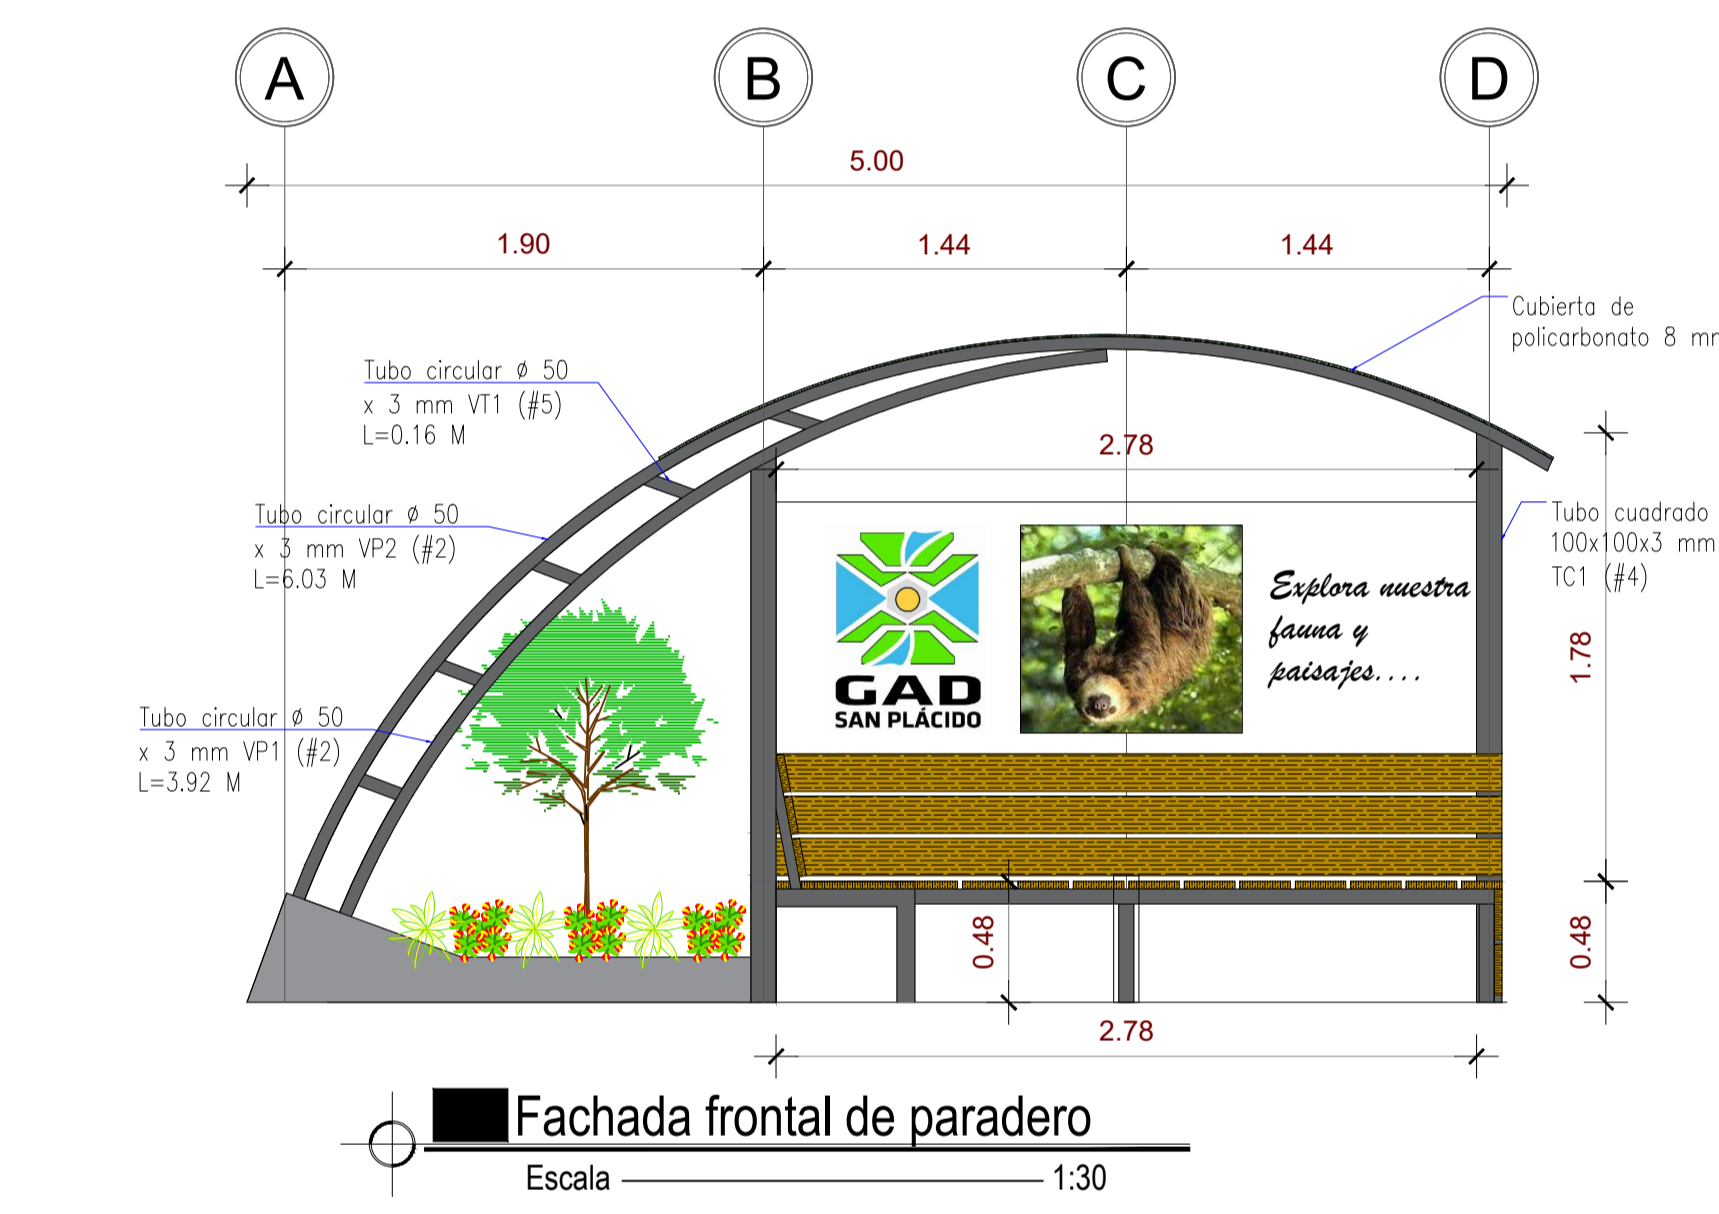 A
B
C
D
5.00
1.90
1.44
1.44
Cubierta de
policarbonato 8 mm
Tubo circular ø 50
x 3 mm VT1 (#5)
L=0.16 M
2.78
Tubo circular ø 50
x 3 mm VP2 (#2)
L=6.03 M
Tubo cuadrado
100x100x3 mm
TC1 (#4)
Explora nuestra
fauna y
paisajes....
1.78
GAD
SAN PLÁCIDO
Tubo circular ø 50
x 3 mm VP1 (#2)
L=3.92 M
0.48
0.48
2.78
Fachada frontal de paradero
Escala 1:30